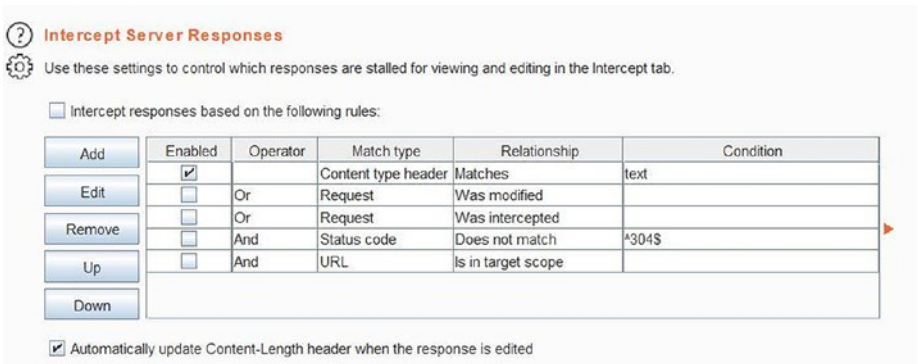 Intercept Server Responses
Use these settings to control which responses are stalled for viewing and editing in the Intercept tab.
Intercept responses based on the following rules:
Add
Edit
Remove
Up
Down
Enabled Operator Match type Relationship Condition
Content type header Matches text
Or Request Was modified
Or Request Was intercepted
And Status code Does not match ^304$
And URL Is in target scope
Automatically update Content-Length header when the response is edited